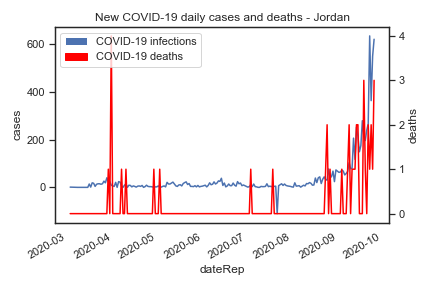 New COVID-19 daily cases and deaths - Jordan
COVID-19 infections
COVID-19 deaths
600
400
200
0
cases
4
3
2
1
0
deaths
2020-03
2020-04
2020-05
2020-06
2020-07
2020-08
2020-09
2020-10
dateRep